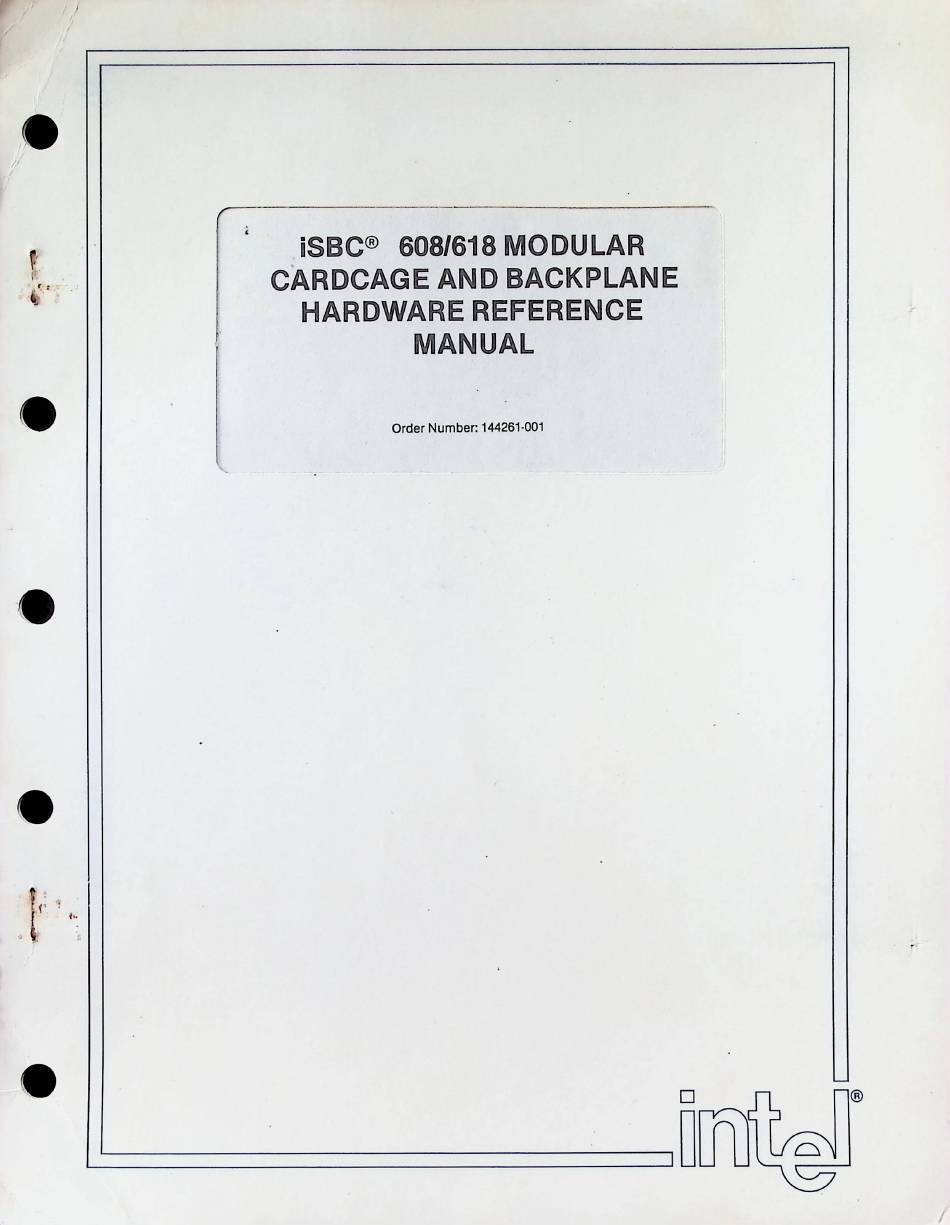 iSBC® 608/618 MODULAR
CARDCAGE AND BACKPLANE
HARDWARE REFERENCE
MANUAL
Order Number: 144261-001
intel®